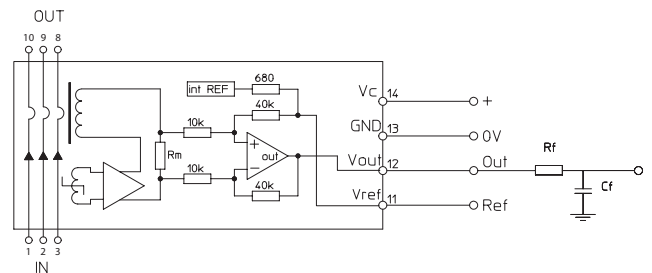 OUT
10 9 8
int REF
680
40k
10k
Rm
10k
+
out
-
40k
Vc 14 +
GND 13 0V
Vout 12 Out
Vref 11 Ref
Rf
Cf
1 2 3
IN